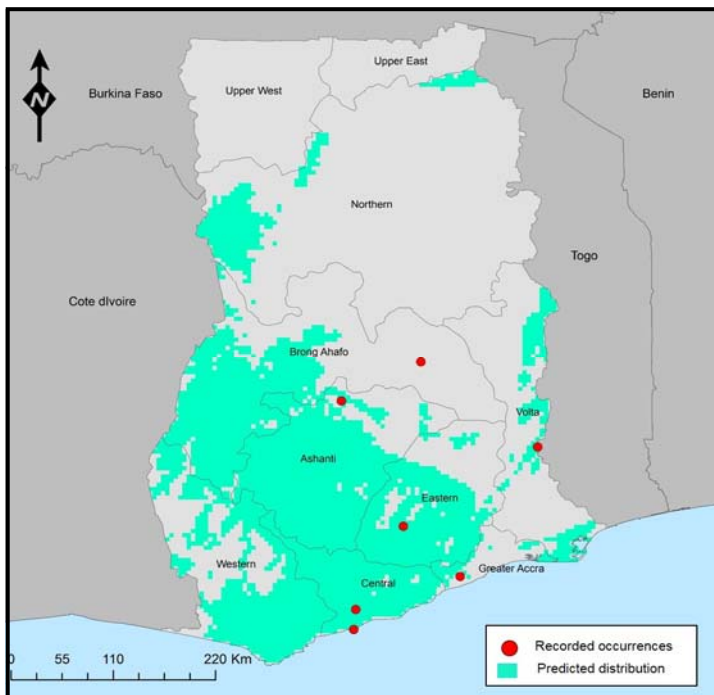 Upper East
Burkina Faso
Upper West
Benin
N
Northern
Togo
Cote dIvoire
Brong Ahafo
Volta
Ashanti
Eastern
Western
Central
Greater Accra
Recorded occurrences
Predicted distribution
0 55 110 220 Km